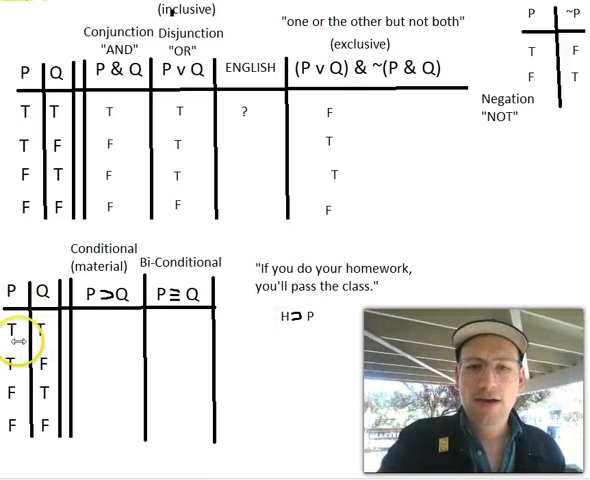 (inclusive)
"one or the other but not both"
(exclusive)
Conjunction Disjunction
"AND" "OR"
P Q P & Q P v Q ENGLISH (P v Q) & ~(P & Q)
T T T T ? F
T F F T T
F T F T T
F F F F F
P ~P
T F
F T
Negation
"NOT"
Conditional
(material) Bi-Conditional
P Q P ⊃ Q P ≡ Q
T T
T F
F T
F F
"If you do your homework,
you'll pass the class."
H ⊃ P